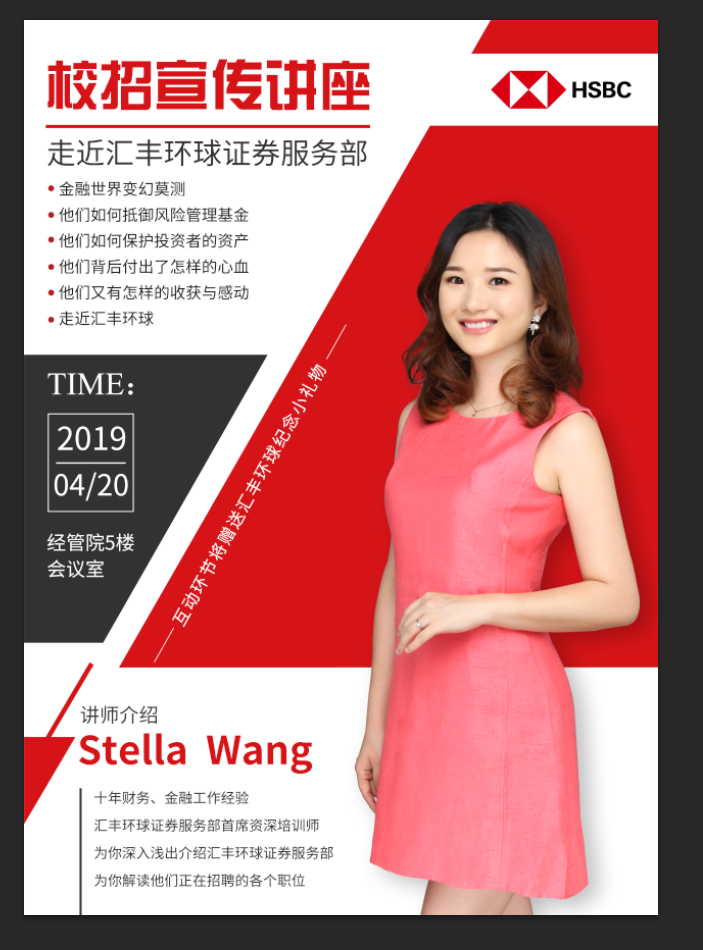 校招宣传讲座
HSBC
走近汇丰环球证券服务部
金融世界变幻莫测
他们如何抵御风险管理基金
他们如何保护投资者的资产
他们背后付出了怎样的心血
他们又有怎样的收获与感动
走近汇丰环球
TIME：
2019
04/20
经管院5楼
会议室
互动环节将赠送汇丰环球纪念小礼物
讲师介绍
Stella Wang
十年财务、金融工作经验
汇丰环球证券服务部首席资深培训师
为你深入浅出介绍汇丰环球证券服务部
为你解读他们正在招聘的各个职位